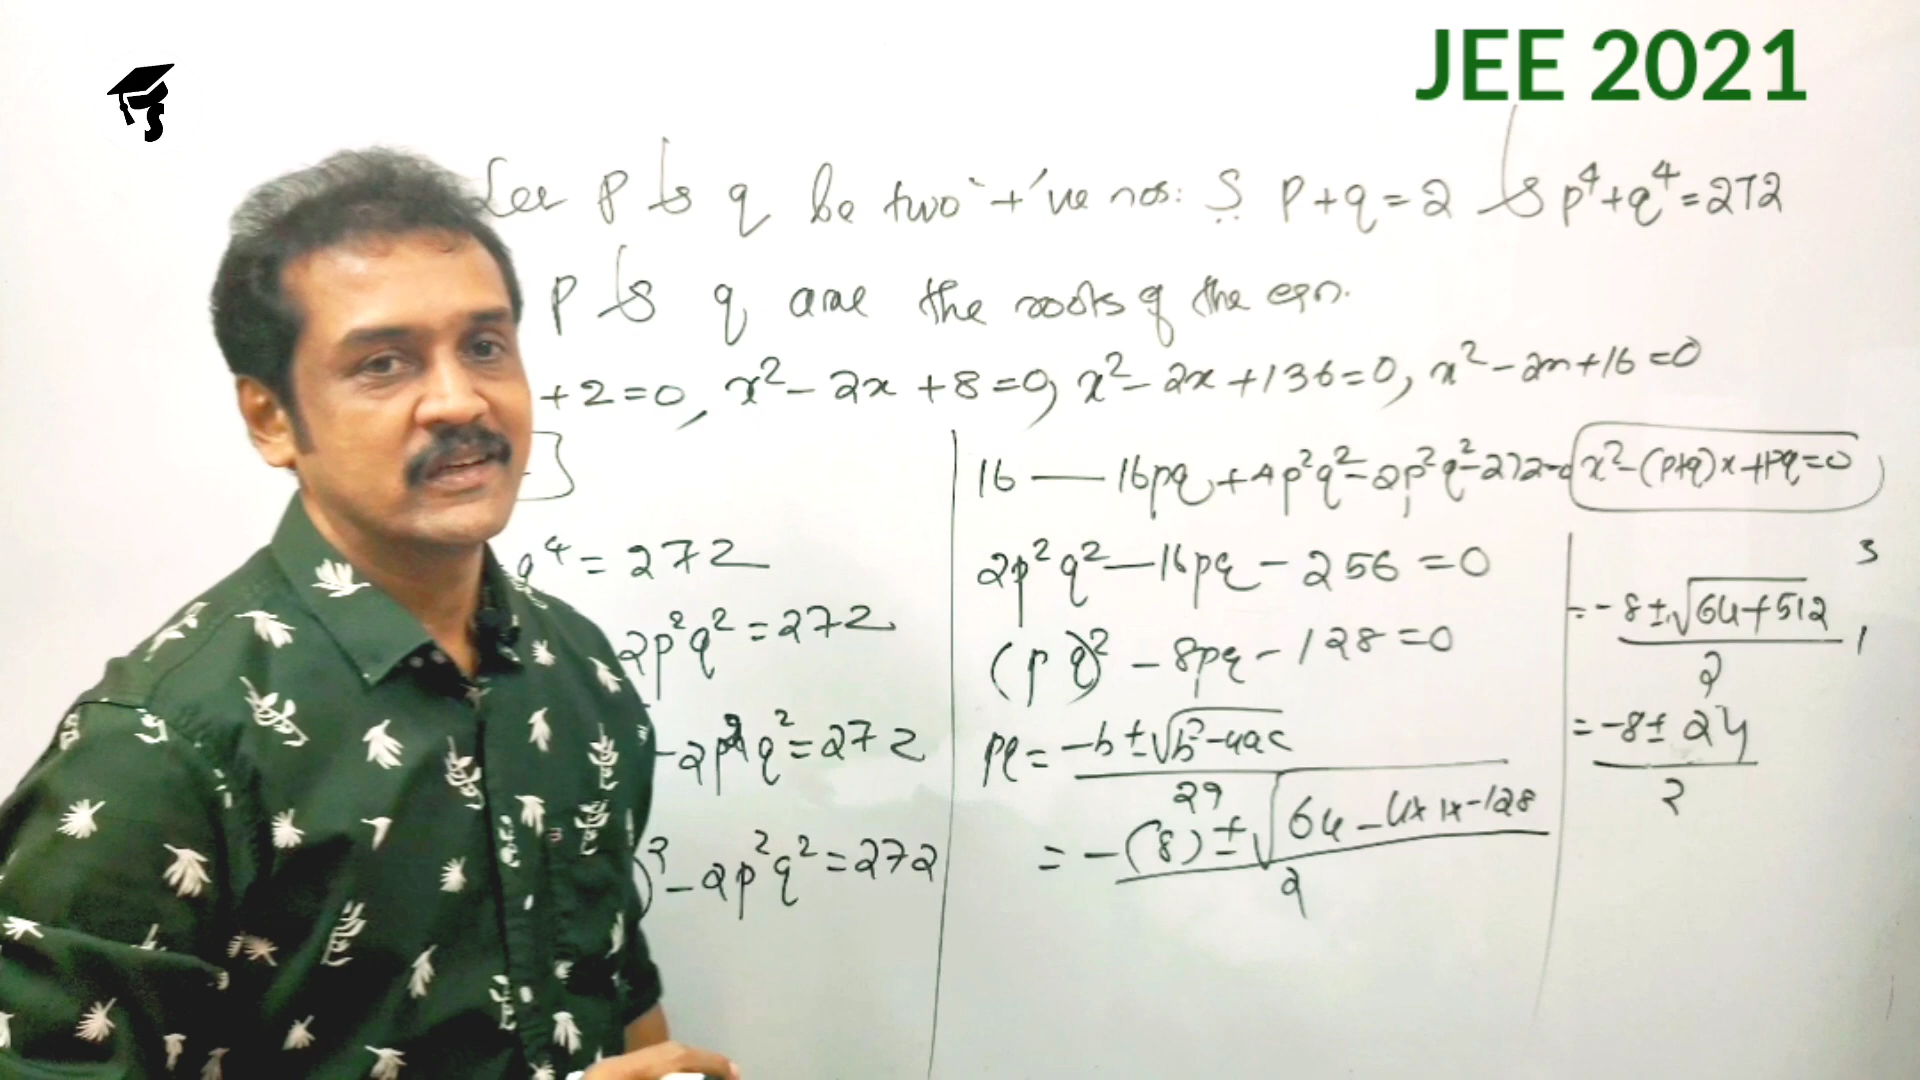 JEE 2021
Let p & q be two +'ve nos: S p+q=2 & p⁴+q⁴=272
p & q are the roots of the eqn.
+2=0, x²-2x+8=0, x²-2x+136=0, x²-2x+16=0
16 — 16pq+4p²q²-2p²q²-272=0
x²-(p+q)x+pq=0
q⁴=272
2p²q²=272
-2p²q²=272
)²-2p²q²=272
2p²q²-16pq-256=0
(pq)²-8pq-128=0
pq=-b±√b²-4ac
2a
=-(8)±√64-4×1×-128
2
=-8±√64+512
2
=-8±24
2